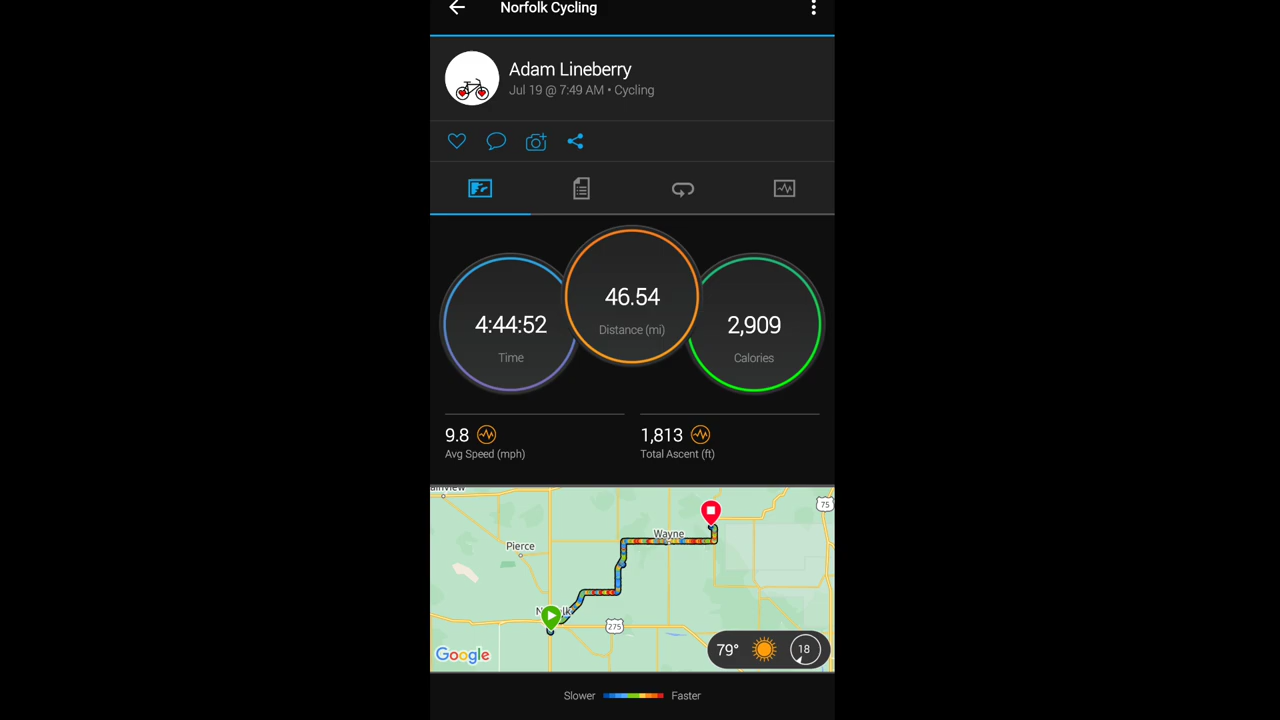 Norfolk Cycling
Adam Lineberry
Jul 19 @ 7:49 AM • Cycling
46.54
Distance (mi)
4:44:52
Time
2,909
Calories
9.8
Avg Speed (mph)
1,813
Total Ascent (ft)
75
Wayne
Pierce
275
79°
18
Google
Slower
Faster